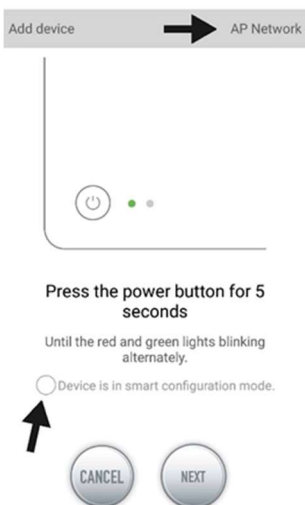 Add device AP Network
Press the power button for 5
seconds
Until the red and green lights blinking
alternately.
Device is in smart configuration mode.
CANCEL NEXT